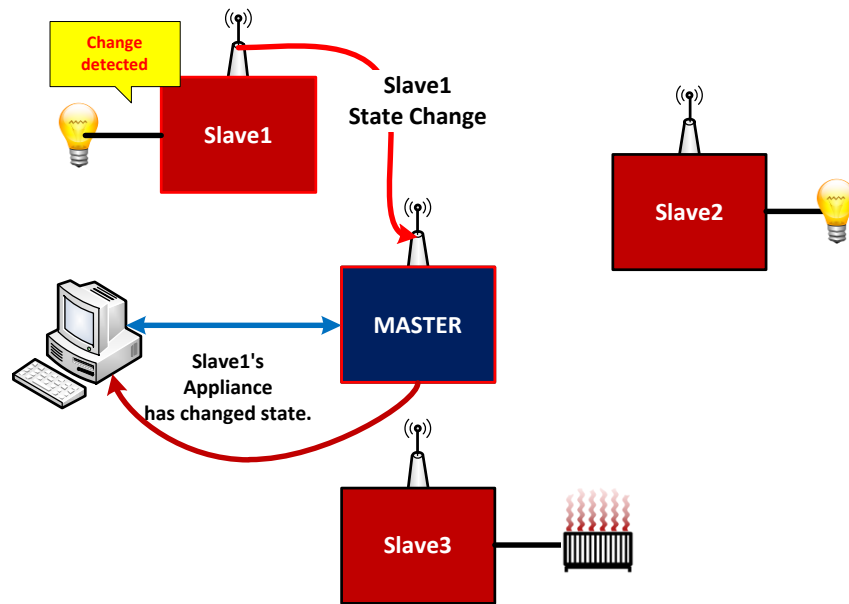 Change
detected
Slave1
Slave1
State Change
Slave2
MASTER
Slave1's
Appliance
has changed state.
Slave3